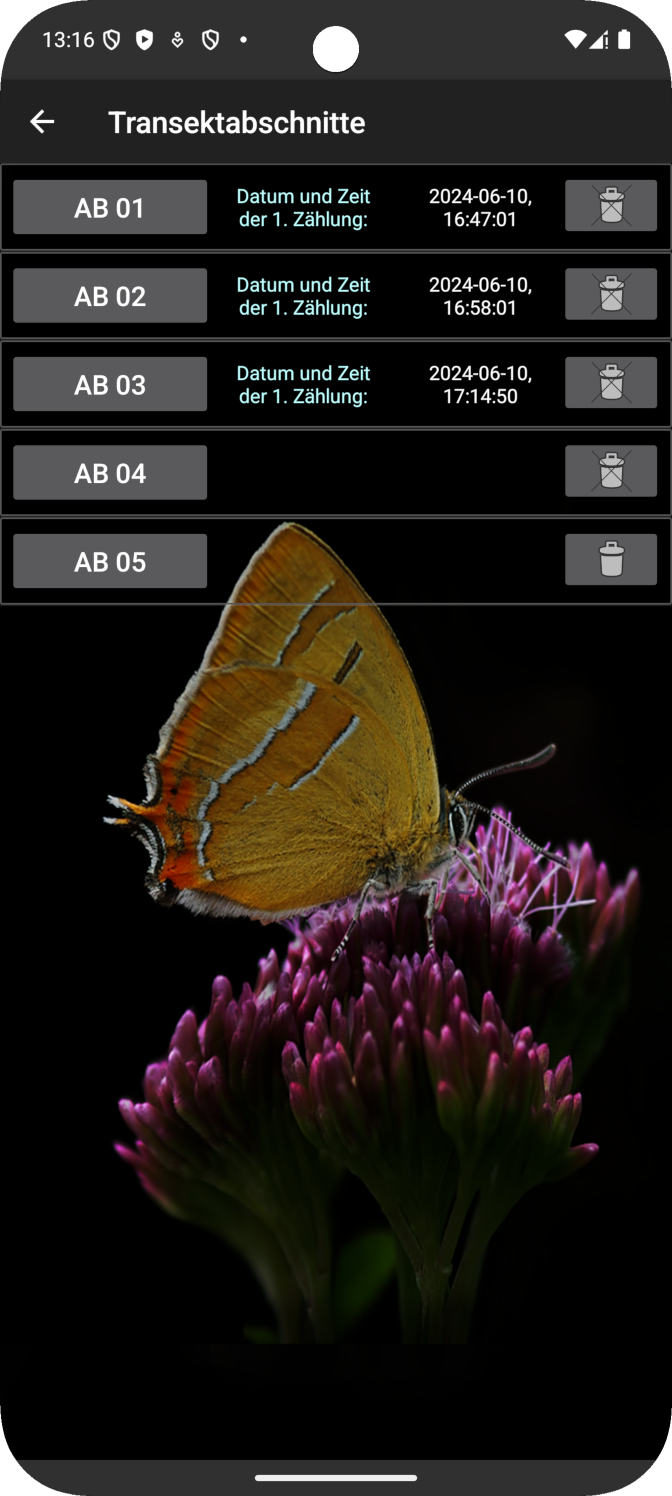 13:16
Transektabschnitte
AB 01
Datum und Zeit
der 1. Zählung:
2024-06-10,
16:47:01
AB 02
Datum und Zeit
der 1. Zählung:
2024-06-10,
16:58:01
AB 03
Datum und Zeit
der 1. Zählung:
2024-06-10,
17:14:50
AB 04
AB 05